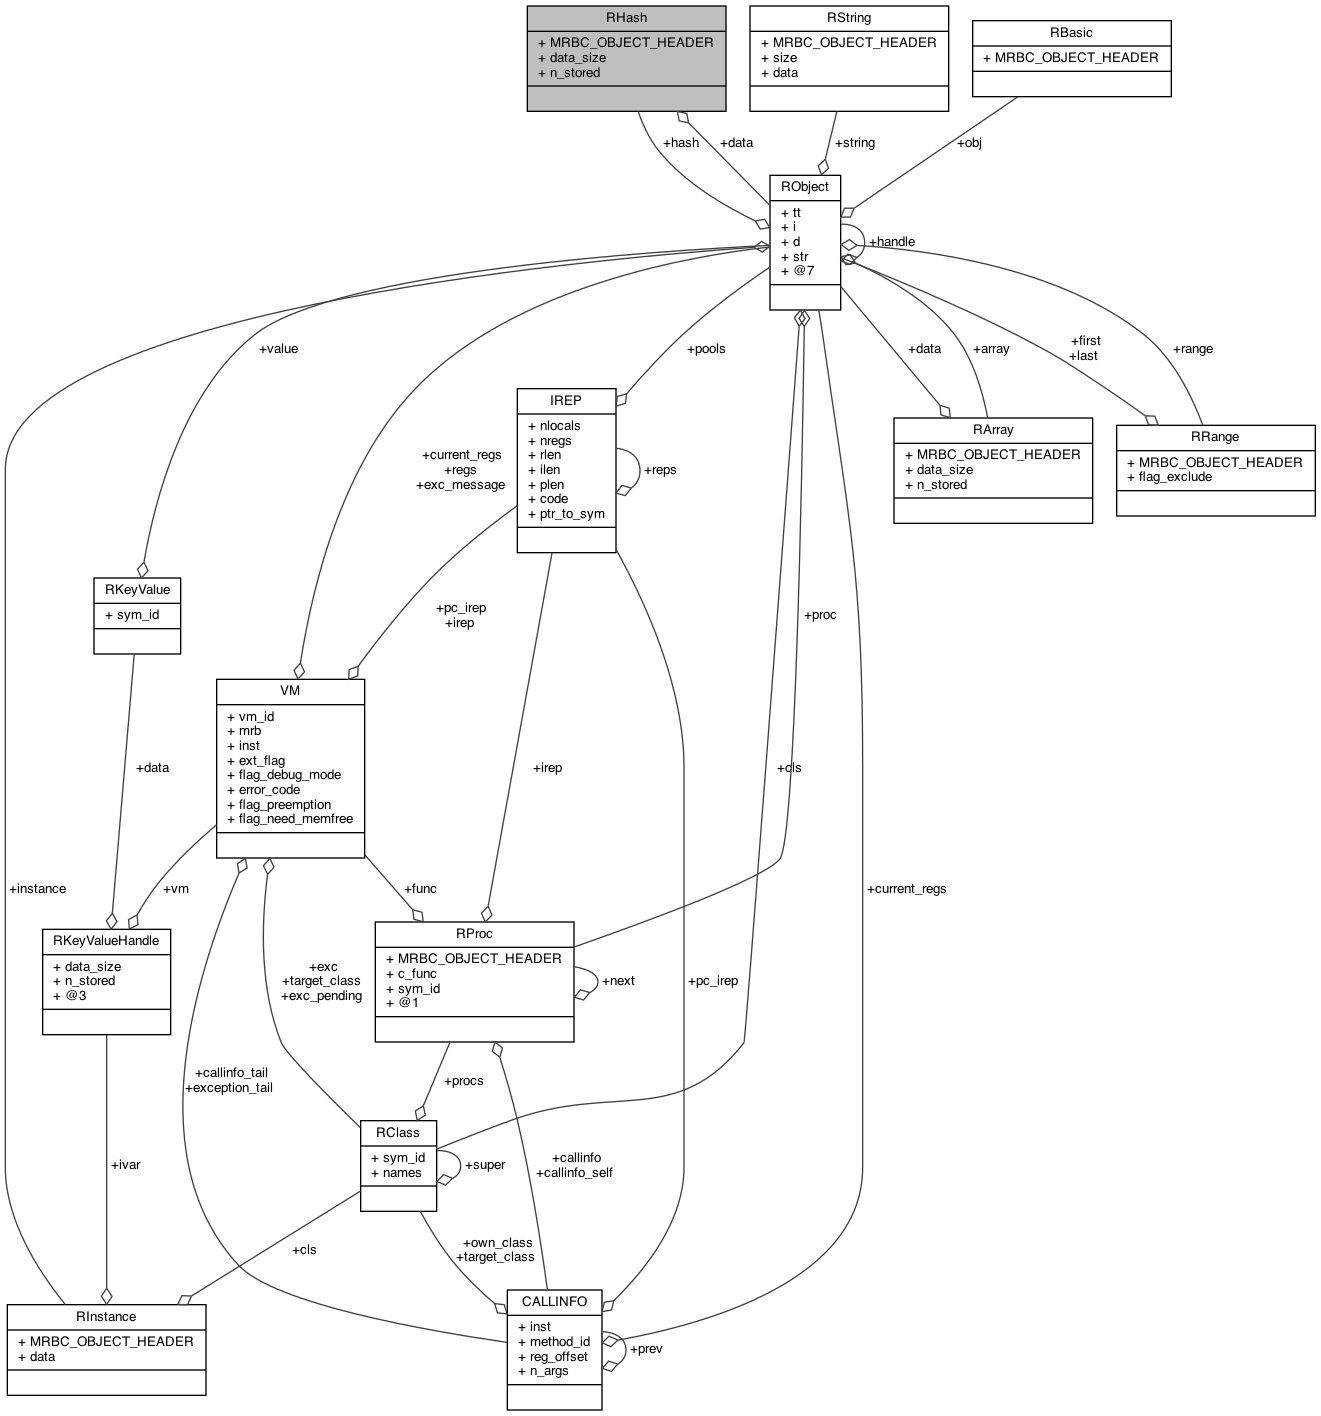 RHash
+ MRBC_OBJECT_HEADER
+ data_size
+ n_stored
RString
+ MRBC_OBJECT_HEADER
+ size
+ data
RBasic
+ MRBC_OBJECT_HEADER
+hash
+data
+string
+obj
RObject
+ tt
+ i
+ d
+ str
+ @7
+handle
+value
+pools
+data
+array
+first
+last
+range
IREP
+ nlocals
+ nregs
+ rlen
+ ilen
+ plen
+ code
+ ptr_to_sym
+reps
+current_regs
+regs
+exc_message
RArray
+ MRBC_OBJECT_HEADER
+ data_size
+ n_stored
RRange
+ MRBC_OBJECT_HEADER
+ flag_exclude
RKeyValue
+ sym_id
+pc_irep
+irep
+proc
VM
+ vm_id
+ mrb
+ inst
+ ext_flag
+ flag_debug_mode
+ error_code
+ flag_preemption
+ flag_need_memfree
+data
+irep
+cls
+instance
+vm
+func
+current_regs
RKeyValueHandle
+ data_size
+ n_stored
+ @3
+exc
+target_class
+exc_pending
RProc
+ MRBC_OBJECT_HEADER
+ c_func
+ sym_id
+ @1
+next
+pc_irep
+callinfo_tail
+exception_tail
+procs
RClass
+ sym_id
+ names
+super
+ivar
+callinfo
+callinfo_self
+cls
+own_class
+target_class
RInstance
+ MRBC_OBJECT_HEADER
+ data
CALLINFO
+ inst
+ method_id
+ reg_offset
+ n_args
+prev